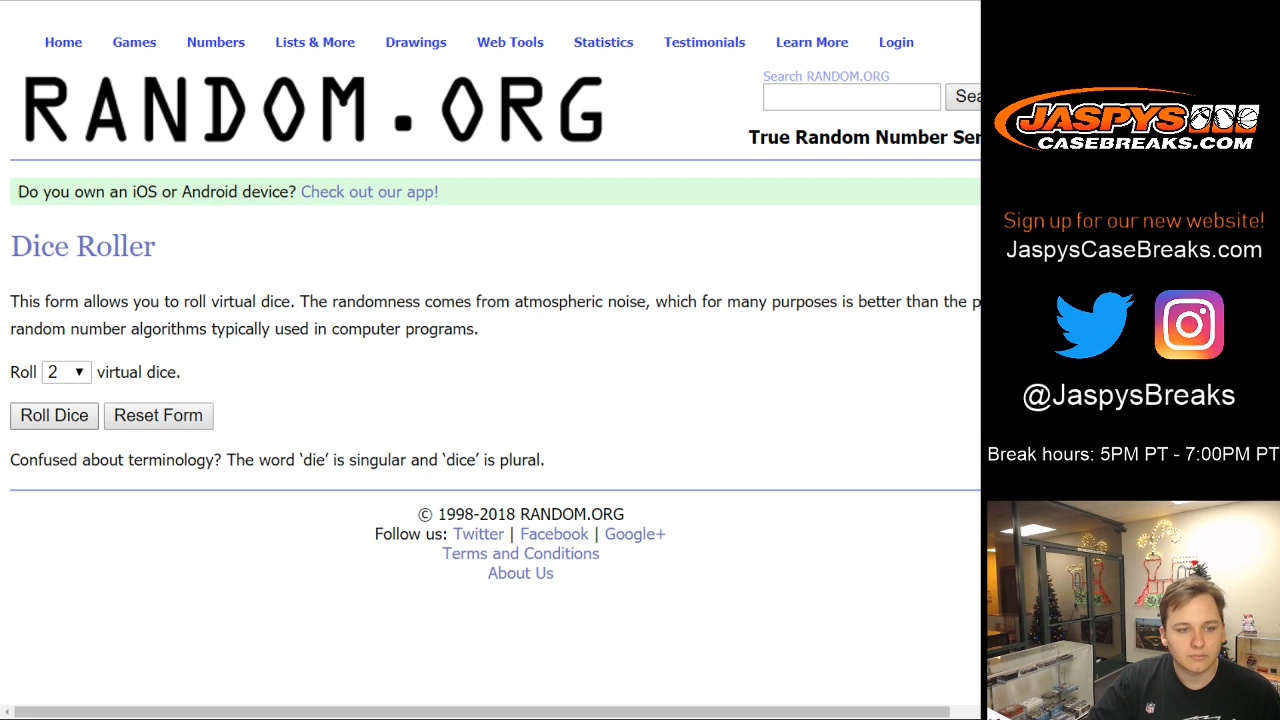 Home Games Numbers Lists & More Drawings Web Tools Statistics Testimonials Learn More Login
RANDOM.ORG
Search RANDOM.ORG
Sea
True Random Number Ser
Do you own an iOS or Android device? Check out our app!
Dice Roller
This form allows you to roll virtual dice. The randomness comes from atmospheric noise, which for many purposes is better than the p
random number algorithms typically used in computer programs.
Roll 2 virtual dice.
Roll Dice Reset Form
Confused about terminology? The word ‘die’ is singular and ‘dice’ is plural.
© 1998-2018 RANDOM.ORG
Follow us: Twitter | Facebook | Google+
Terms and Conditions
About Us
JASPYS
CASEBREAKS.COM
Sign up for our new website!
JaspysCaseBreaks.com
@JaspysBreaks
Break hours: 5PM PT - 7:00PM PT